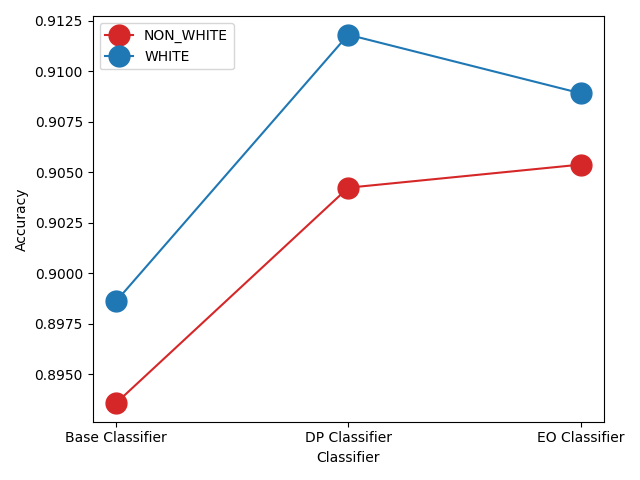 0.9125
0.9100
0.9075
0.9050
0.9025
0.9000
0.8975
0.8950
Accuracy
NON_WHITE
WHITE
Base Classifier
DP Classifier
EO Classifier
Classifier